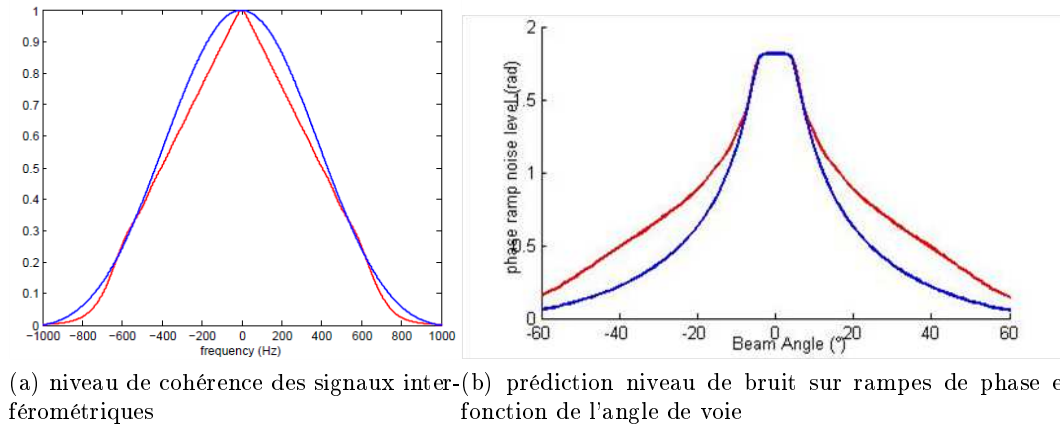 1
0.9
0.8
0.7
0.6
0.5
0.4
0.3
0.2
0.1
0
−1000 −800 −600 −400 −200 0 200 400 600 800 1000
frequency (Hz)
2
1.5
1
0.5
0
phase ramp noise level (rad)
-60 -40 -20 0 20 40 60
Beam Angle (°)
(a) niveau de cohérence des signaux inter-
férométriques
(b) prédiction niveau de bruit sur rampes de phase e
fonction de l'angle de voie